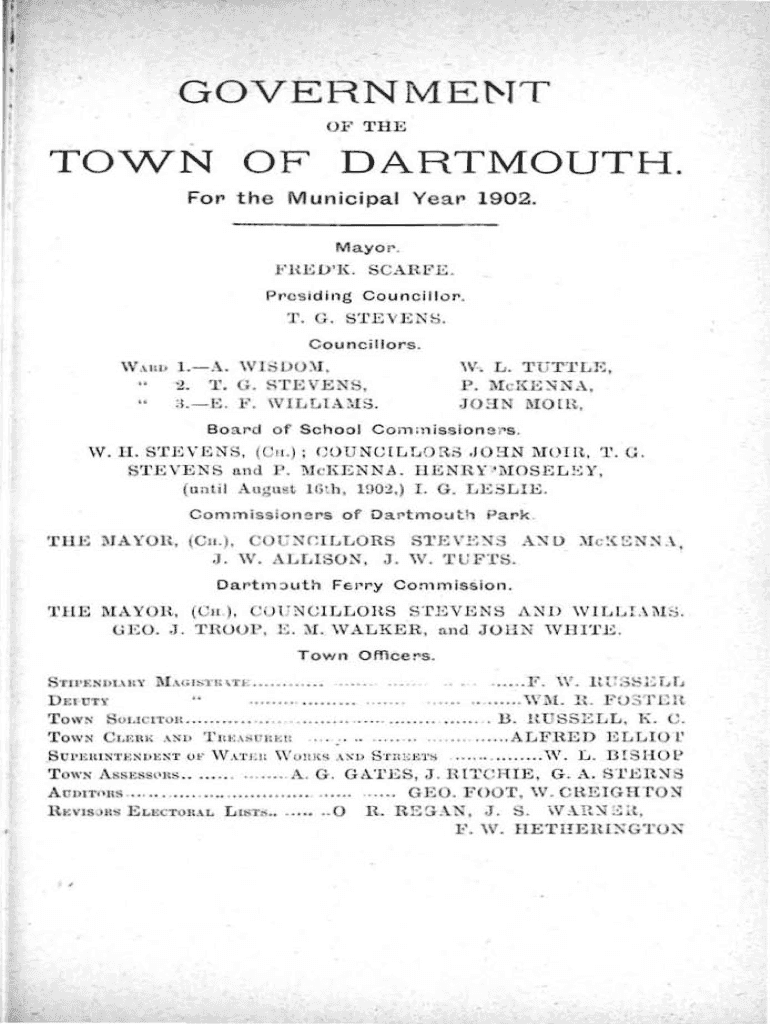 GOVERNMENT
OF THE
TOWN OF DARTMOUTH.
For the Municipal Year 1902.
Mayor.
FRED'K. SCARFE.
Presiding Councillor.
T. G. STEVENS.
Councillors.
WARD 1.—A. WISDOM, W. L. TUTTLE,
" 2. T. G. STEVENS, P. McKENNA,
" 3.—E. F. WILLIAMS. JOHN MOIR,
Board of School Commissioners.
W. H. STEVENS, (CH.) ; COUNCILLORS JOHN MOIR, T. G.
STEVENS and P. McKENNA. HENRY MOSELEY,
(until August 16th, 1902,) I. G. LESLIE.
Commissioners of Dartmouth Park.
THE MAYOR, (CH.), COUNCILLORS STEVENS AND McKENNA,
J. W. ALLISON, J. W. TUFTS.
Dartmouth Ferry Commission.
THE MAYOR, (CH.), COUNCILLORS STEVENS AND WILLIAMS.
GEO. J. TROOP, E. M. WALKER, and JOHN WHITE.
Town Officers.
STIPENDIARY MAGISTRATE............F. W. RUSSELL
DEPUTY " ............WM. R. FOSTER
TOWN SOLICITOR............B. RUSSELL, K. C.
TOWN CLERK AND TREASURER ............ALFRED ELLIOT
SUPERINTENDENT OF WATER WORKS AND STREETS ............W. L. BISHOP
TOWN ASSESSORS............A. G. GATES, J. RITCHIE, G. A. STERNS
AUDITORS............GEO. FOOT, W. CREIGHTON
REVISORS ELECTORAL LISTS............O R. REGAN, J. S. WARNER,
F. W. HETHERINGTON